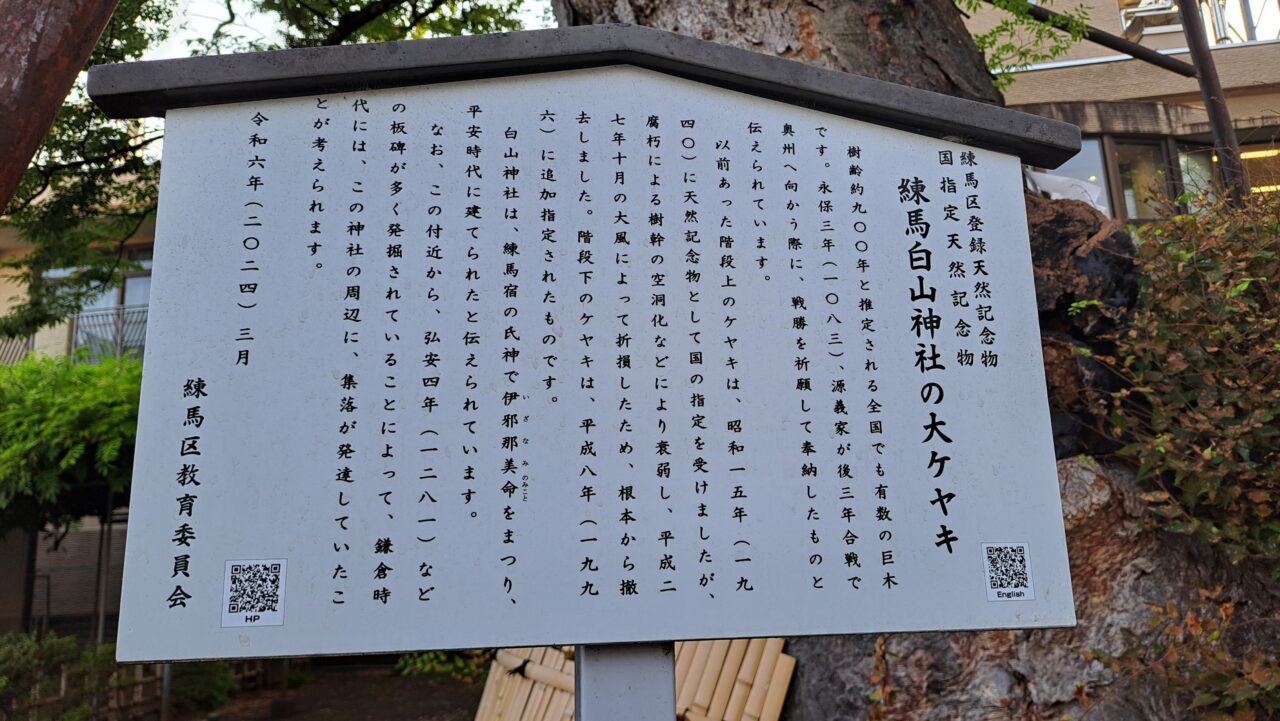 練馬区登録天然記念物
国指定天然記念物
練馬白山神社の大ケヤキ
樹齢約九〇〇年と推定される全国でも有数の巨木
です。永保三年(一〇八三)、源義家が後三年合戦で
奥州へ向かう際に、戦勝を祈願して奉納したものと
伝えられています。
以前あった階段上のケヤキは、昭和一五年(一九
四〇)に天然記念物として国の指定を受けましたが、
腐朽による樹幹の空洞化などにより衰弱し、平成二
七年十月の大風によって折損したため、根本から撤
去しました。階段下のケヤキは、平成八年(一九九
六)に追加指定されたものです。
白山神社は、練馬宿の氏神で伊邪那美命をまつり、
いざなみのみこと
平安時代に建てられたと伝えられています。
なお、この付近から、弘安四年(一二八一)など
の板碑が多く発掘されていることによって、鎌倉時
代には、この神社の周辺に、集落が発達していたこ
とが考えられます。
令和六年(二〇二四)三月
練馬区教育委員会
English
HP